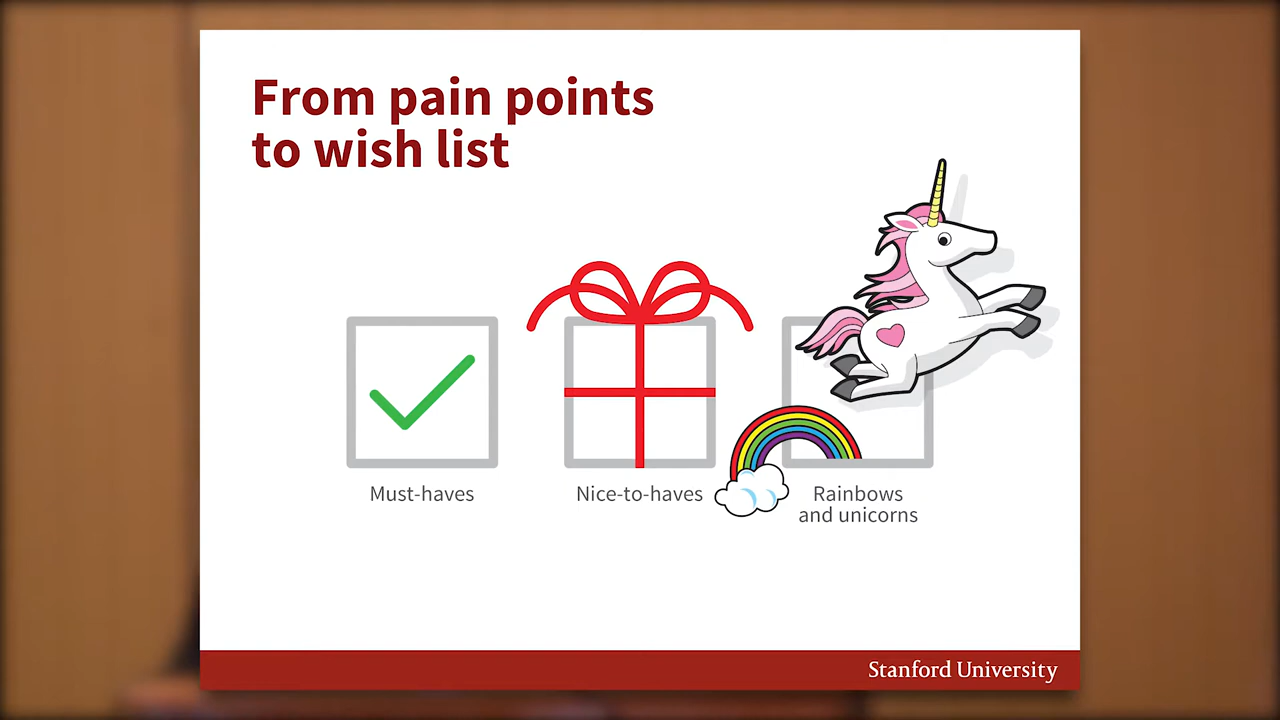 From pain points
to wish list
Must-haves
Nice-to-haves
Rainbows
and unicorns
Stanford University